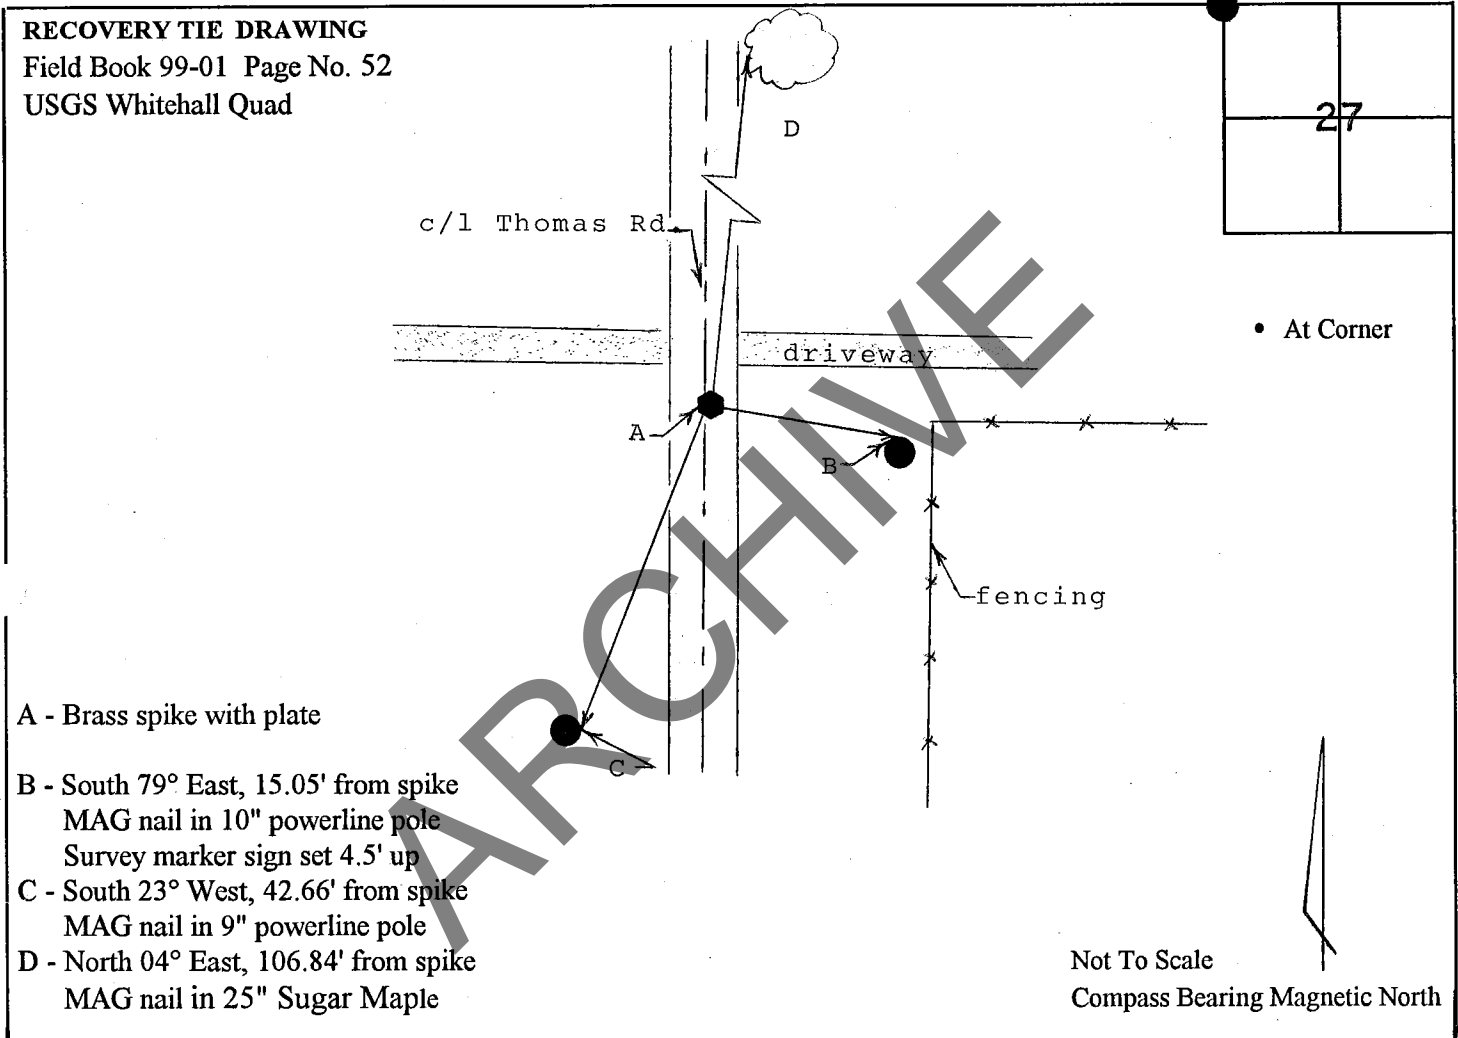 RECOVERY TIE DRAWING
Field Book 99-01 Page No. 52
USGS Whitehall Quad
27
D
c/l Thomas Rd.
• At Corner
driveway
A
B
fencing
C
ARCHIVE
A - Brass spike with plate
B - South 79° East, 15.05' from spike
MAG nail in 10" powerline pole
Survey marker sign set 4.5' up
C - South 23° West, 42.66' from spike
MAG nail in 9" powerline pole
D - North 04° East, 106.84' from spike
MAG nail in 25" Sugar Maple
Not To Scale
Compass Bearing Magnetic North